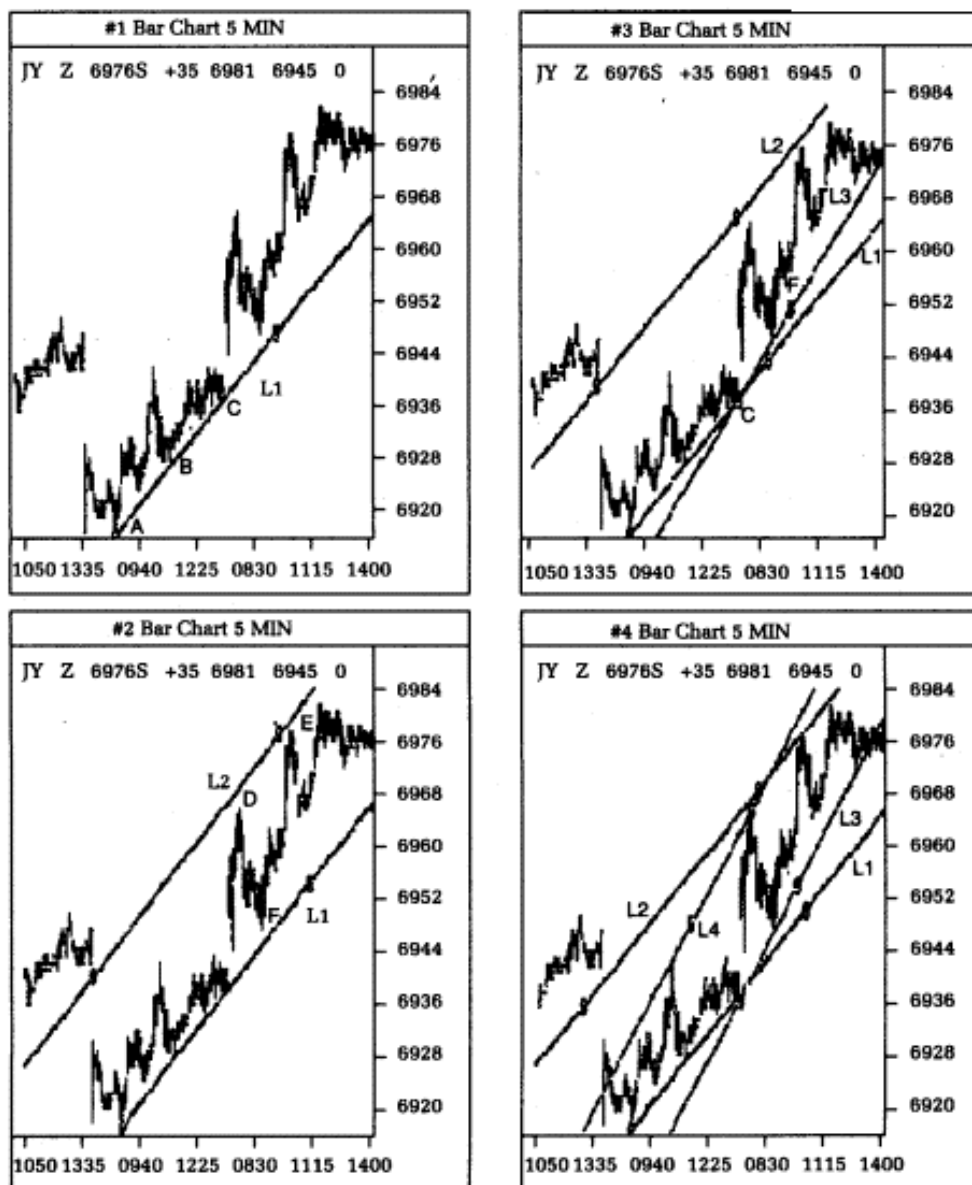 #1 Bar Chart 5 MIN
JY Z 6976S +35 6981 6945 0
6984
6976
6968
6960
6952
6944
6936
6928
6920
A
B
C
L1
1050 1335 0940 1225 0830 1115 1400
#3 Bar Chart 5 MIN
JY Z 6976S +35 6981 6945 0
6984
6976
6968
6960
6952
6944
6936
6928
6920
L2
L3
L1
F
C
1050 1335 0940 1225 0830 1115 1400
#2 Bar Chart 5 MIN
JY Z 6976S +35 6981 6945 0
6984
6976
6968
6960
6952
6944
6936
6928
6920
E
L2
D
F
L1
1050 1335 0940 1225 0830 1115 1400
#4 Bar Chart 5 MIN
JY Z 6976S +35 6981 6945 0
6984
6976
6968
6960
6952
6944
6936
6928
6920
L3
L1
L2
L4
1050 1335 0940 1225 0830 1115 1400